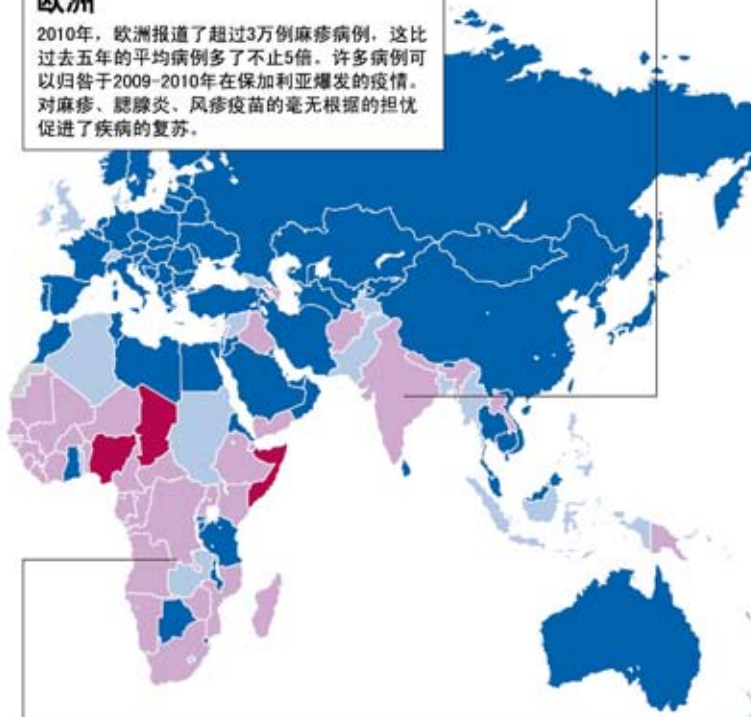 欧洲
2010年，欧洲报道了超过3万例麻疹病例，这比
过去五年的平均病例多了不止5倍。许多病例可
以归咎于2009-2010年在保加利亚爆发的疫情。
对麻疹、腮腺炎、风疹疫苗的毫无根据的担忧
促进了疾病的复苏。